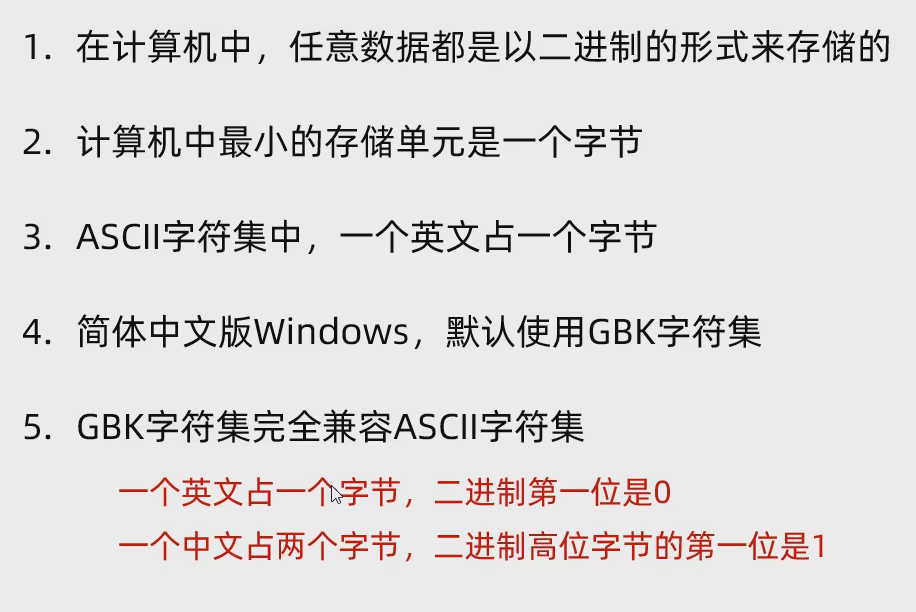 1. 在计算机中，任意数据都是以二进制的形式来存储的
2. 计算机中最小的存储单元是一个字节
3. ASCII字符集中，一个英文占一个字节
4. 简体中文版Windows，默认使用GBK字符集
5. GBK字符集完全兼容ASCII字符集
一个英文占一个字节，二进制第一位是0
一个中文占两个字节，二进制高位字节的第一位是1